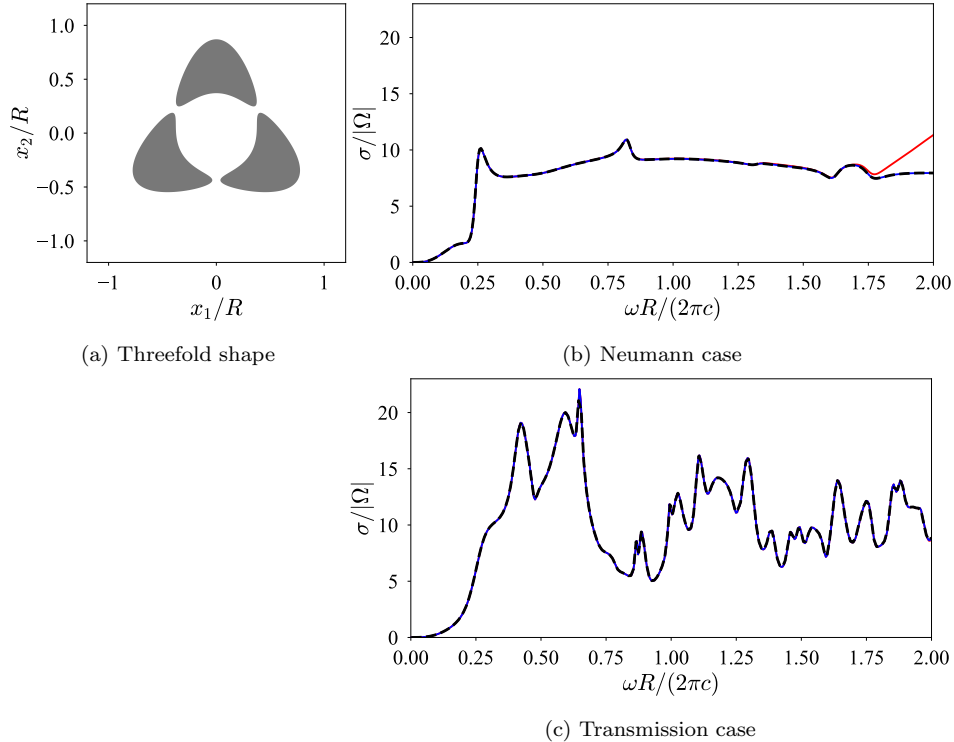 1.0
0.5
0.0
−0.5
−1.0
x₂/R
−1 0 1
x₁/R
(a) Threefold shape
20
15
10
5
0
σ/|Ω|
0.00 0.25 0.50 0.75 1.00 1.25 1.50 1.75 2.00
ωR/(2πc)
(b) Neumann case
20
15
10
5
0
σ/|Ω|
0.00 0.25 0.50 0.75 1.00 1.25 1.50 1.75 2.00
ωR/(2πc)
(c) Transmission case